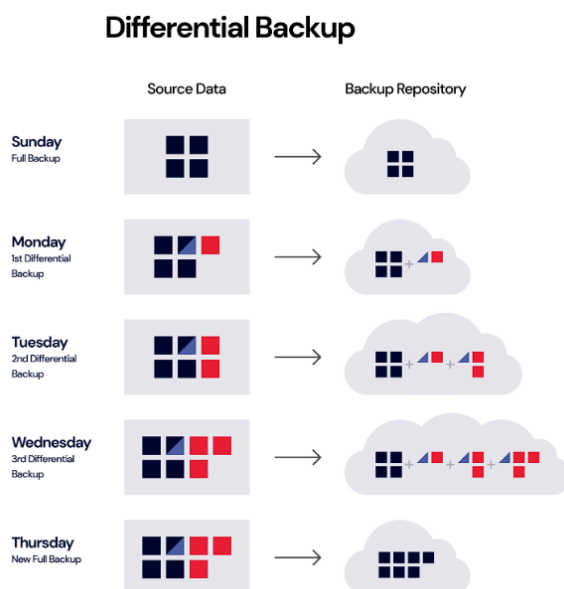 Differential Backup
Source Data
Backup Repository
Sunday
Full Backup
Monday
1st Differential
Backup
+
Tuesday
2nd Differential
Backup
+ +
Wednesday
3rd Differential
Backup
+ + +
Thursday
New Full Backup